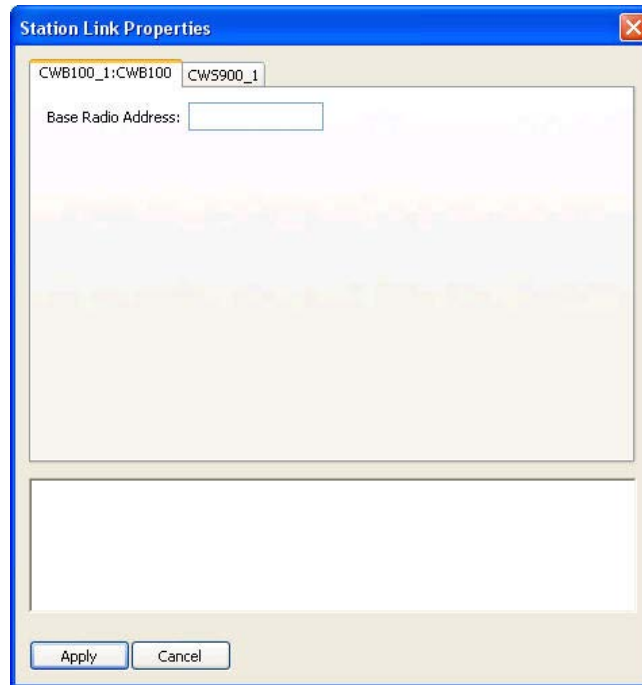 Station Link Properties
CWB100_1:CWB100 CWS900_1
Base Radio Address:
Apply Cancel